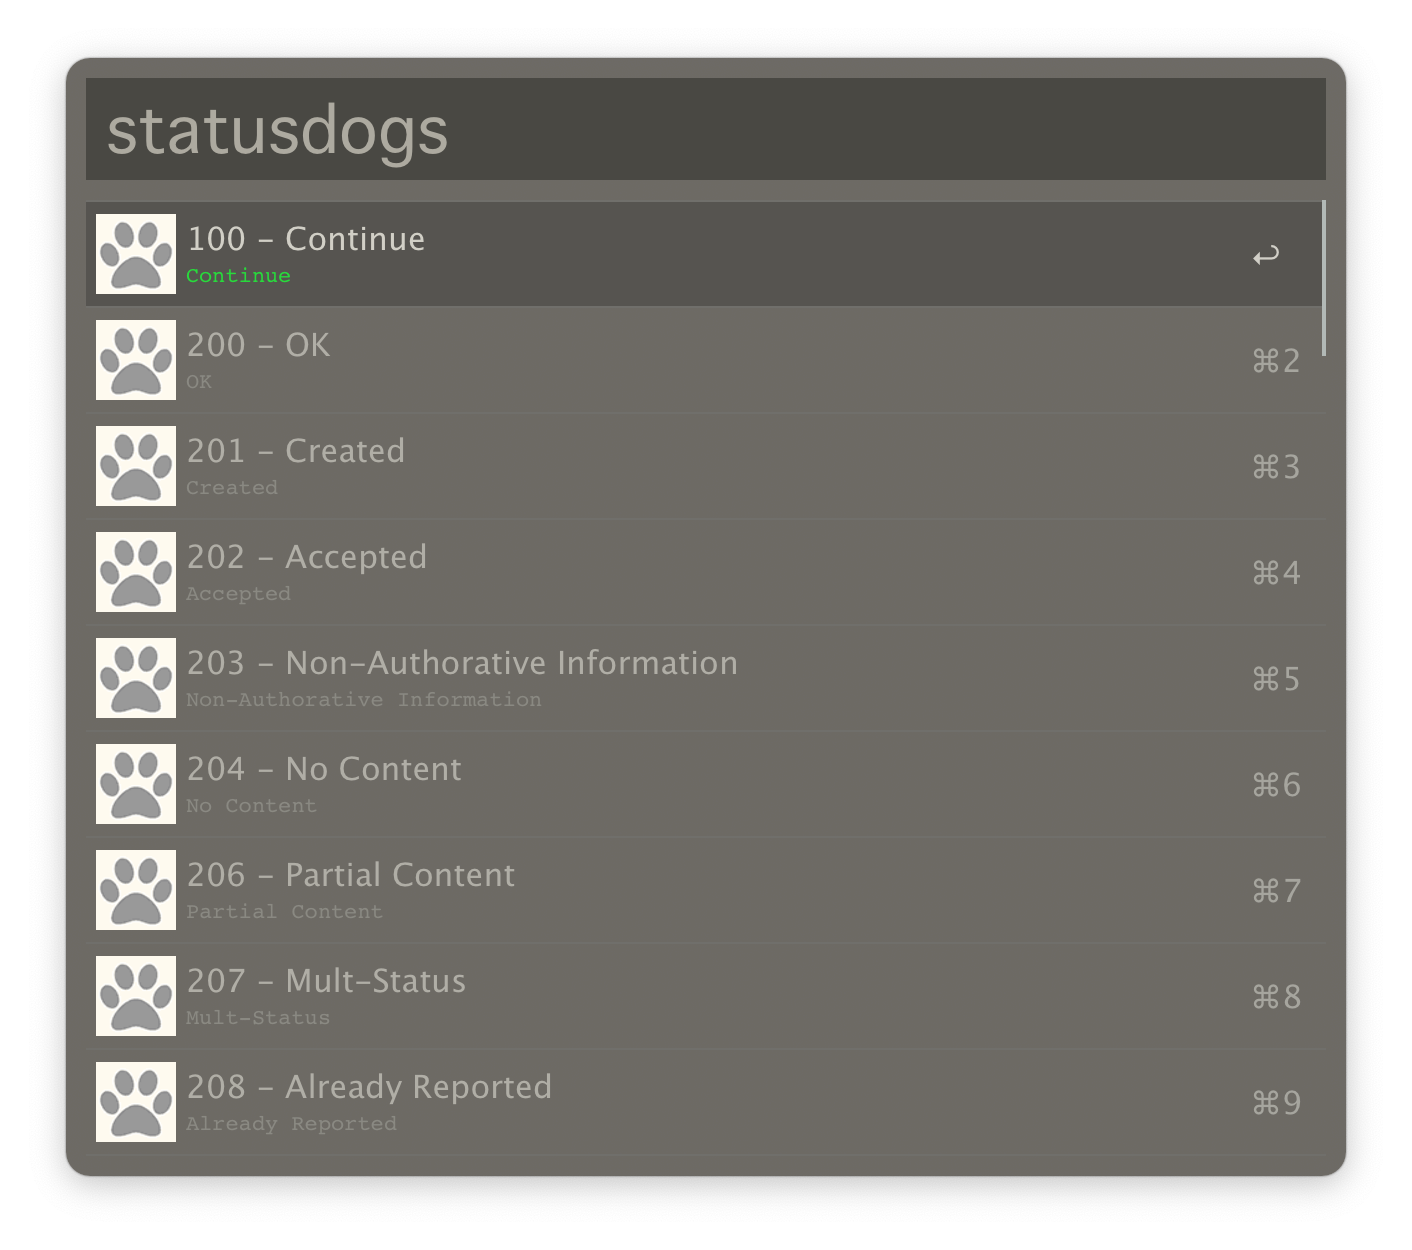 statusdogs
100 – Continue
Continue
↩
200 – OK
OK
⌘2
201 – Created
Created
⌘3
202 – Accepted
Accepted
⌘4
203 – Non-Authorative Information
Non-Authorative Information
⌘5
204 – No Content
No Content
⌘6
206 – Partial Content
Partial Content
⌘7
207 – Mult-Status
Mult-Status
⌘8
208 – Already Reported
Already Reported
⌘9